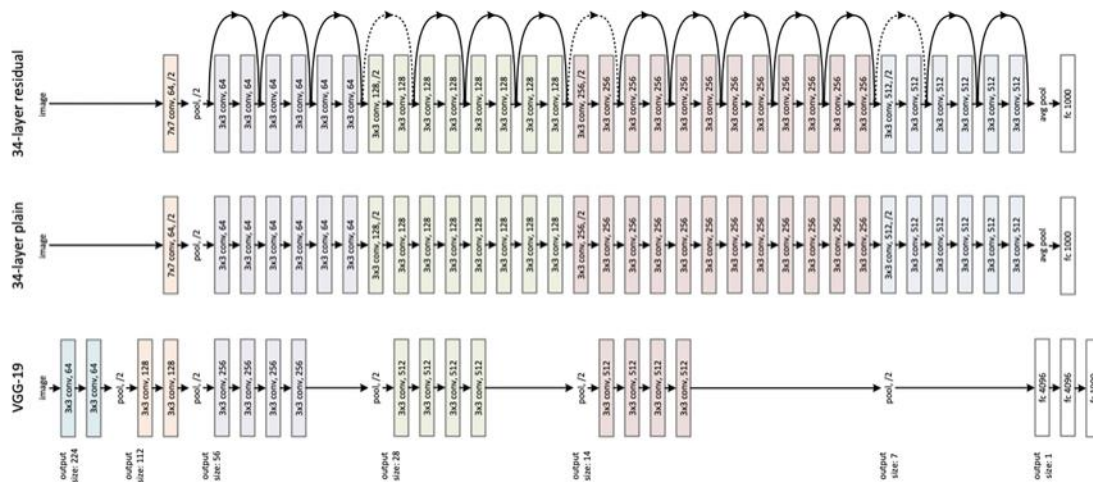 34-layer residual
image
7x7 conv, 64, /2
pool, /2
3x3 conv, 64
3x3 conv, 64
3x3 conv, 64
3x3 conv, 64
3x3 conv, 64
3x3 conv, 64
3x3 conv, 128, /2
3x3 conv, 128
3x3 conv, 128
3x3 conv, 128
3x3 conv, 128
3x3 conv, 128
3x3 conv, 128
3x3 conv, 128
3x3 conv, 256, /2
3x3 conv, 256
3x3 conv, 256
3x3 conv, 256
3x3 conv, 256
3x3 conv, 256
3x3 conv, 256
3x3 conv, 256
3x3 conv, 256
3x3 conv, 256
3x3 conv, 256
3x3 conv, 256
3x3 conv, 512, /2
3x3 conv, 512
3x3 conv, 512
3x3 conv, 512
3x3 conv, 512
3x3 conv, 512
avg pool
fc 1000
34-layer plain
image
7x7 conv, 64, /2
pool, /2
3x3 conv, 64
3x3 conv, 64
3x3 conv, 64
3x3 conv, 64
3x3 conv, 64
3x3 conv, 64
3x3 conv, 128, /2
3x3 conv, 128
3x3 conv, 128
3x3 conv, 128
3x3 conv, 128
3x3 conv, 128
3x3 conv, 128
3x3 conv, 128
3x3 conv, 256, /2
3x3 conv, 256
3x3 conv, 256
3x3 conv, 256
3x3 conv, 256
3x3 conv, 256
3x3 conv, 256
3x3 conv, 256
3x3 conv, 256
3x3 conv, 256
3x3 conv, 256
3x3 conv, 256
3x3 conv, 512, /2
3x3 conv, 512
3x3 conv, 512
3x3 conv, 512
3x3 conv, 512
3x3 conv, 512
avg pool
fc 1000
VGG-19
image
3x3 conv, 64
3x3 conv, 64
pool, /2
3x3 conv, 128
3x3 conv, 128
pool, /2
3x3 conv, 256
3x3 conv, 256
3x3 conv, 256
3x3 conv, 256
pool, /2
3x3 conv, 512
3x3 conv, 512
3x3 conv, 512
3x3 conv, 512
pool, /2
3x3 conv, 512
3x3 conv, 512
3x3 conv, 512
3x3 conv, 512
pool, /2
fc 4096
fc 4096
output
size: 224
output
size: 112
output
size: 56
output
size: 28
output
size: 14
output
size: 7
output
size: 1